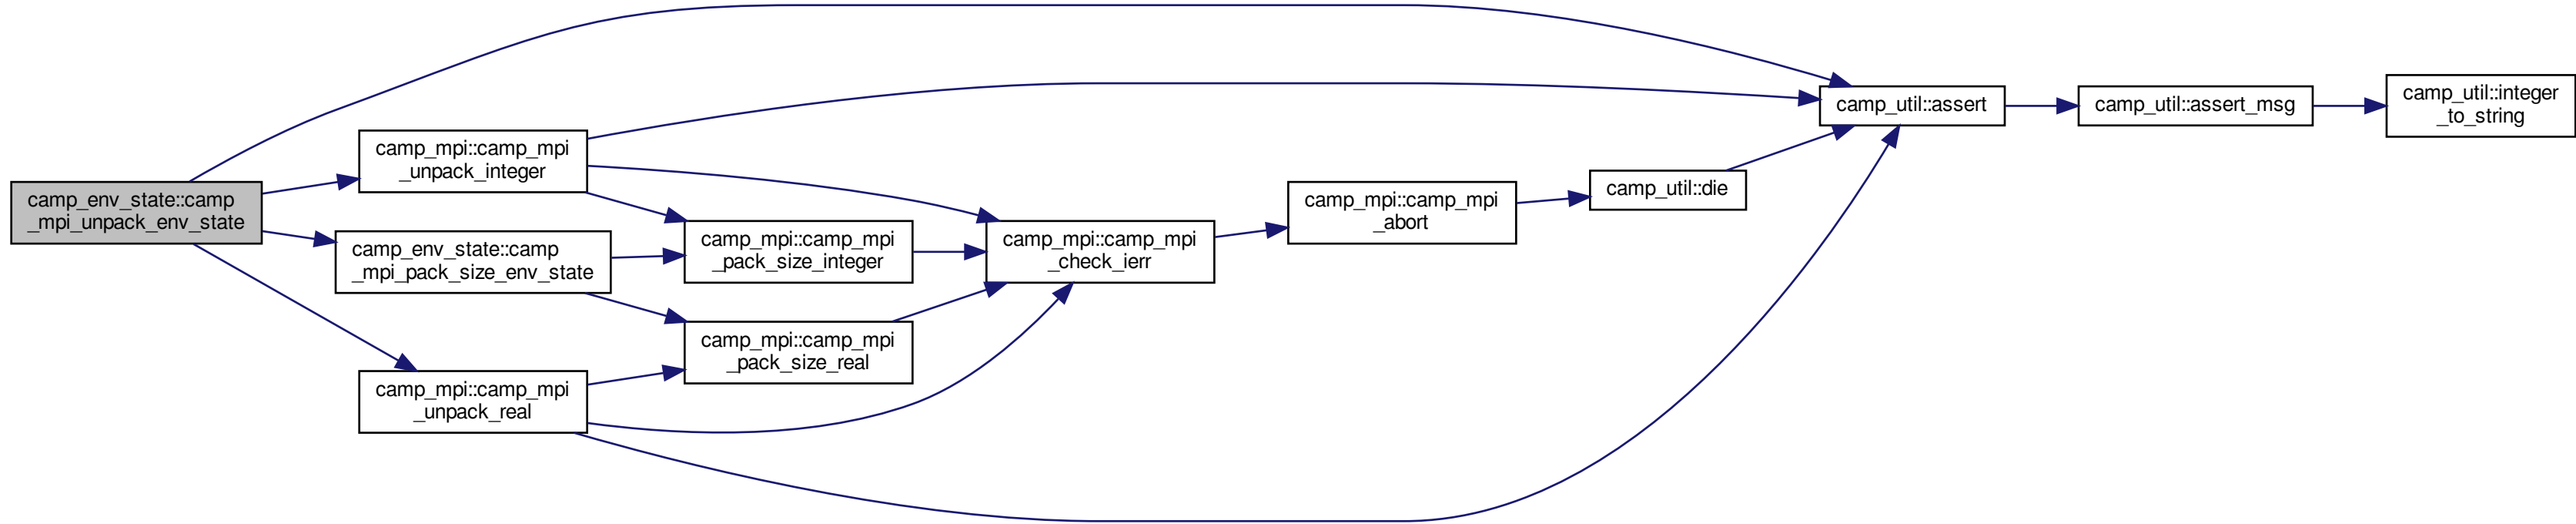 camp_env_state::camp
_mpi_unpack_env_state
camp_mpi::camp_mpi
_unpack_integer
camp_env_state::camp
_mpi_pack_size_env_state
camp_mpi::camp_mpi
_unpack_real
camp_mpi::camp_mpi
_pack_size_integer
camp_mpi::camp_mpi
_pack_size_real
camp_mpi::camp_mpi
_check_ierr
camp_mpi::camp_mpi
_abort
camp_util::die
camp_util::assert
camp_util::assert_msg
camp_util::integer
_to_string